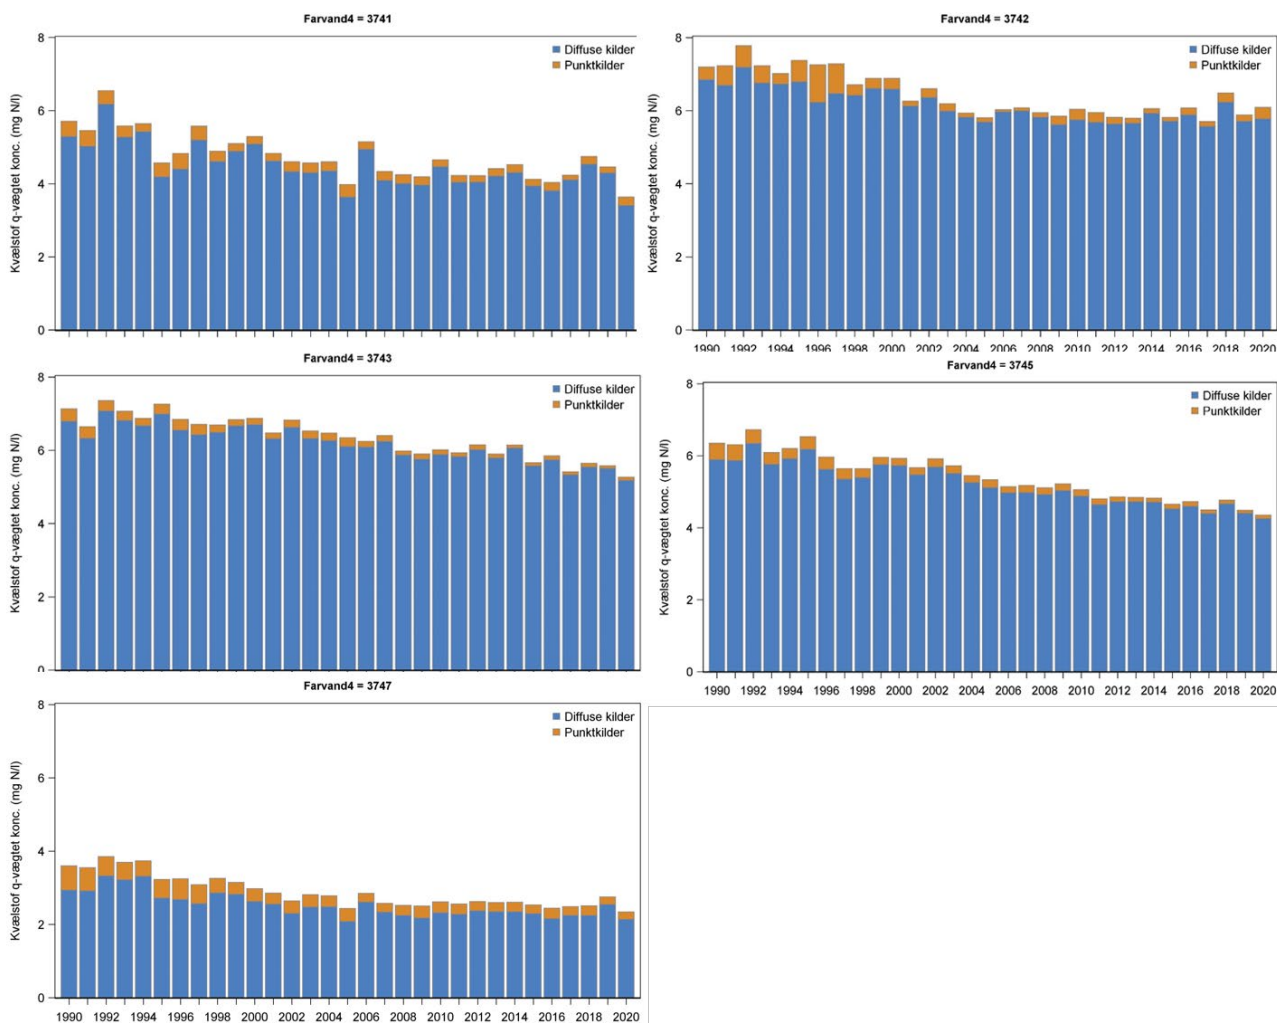 Farvand4 = 3741
Kvælstof q-vægtet konc. (mg N/l)
8
6
4
2
0
Diffuse kilder
Punktkilder
Farvand4 = 3742
Kvælstof q-vægtet konc. (mg N/l)
8
6
4
2
0
Diffuse kilder
Punktkilder
1990 1992 1994 1996 1998 2000 2002 2004 2006 2008 2010 2012 2014 2016 2018 2020
Farvand4 = 3743
Kvælstof q-vægtet konc. (mg N/l)
8
6
4
2
0
Diffuse kilder
Punktkilder
Farvand4 = 3745
Kvælstof q-vægtet konc. (mg N/l)
8
6
4
2
0
Diffuse kilder
Punktkilder
1990 1992 1994 1996 1998 2000 2002 2004 2006 2008 2010 2012 2014 2016 2018 2020
Farvand4 = 3747
Kvælstof q-vægtet konc. (mg N/l)
8
6
4
2
0
Diffuse kilder
Punktkilder
1990 1992 1994 1996 1998 2000 2002 2004 2006 2008 2010 2012 2014 2016 2018 2020